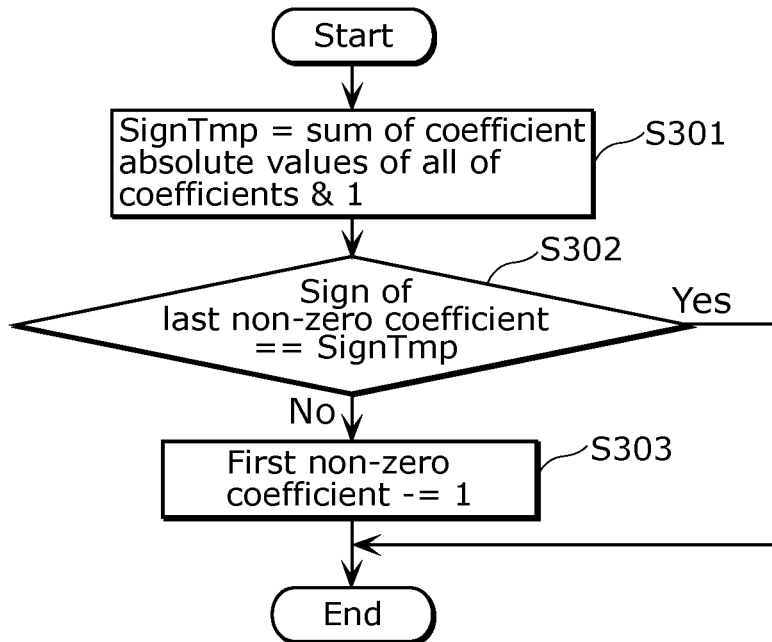 Start
SignTmp = sum of coefficient
absolute values of all of
coefficients & 1
S301
Sign of
last non-zero coefficient
== SignTmp
S302
Yes
No
First non-zero
coefficient -= 1
S303
End